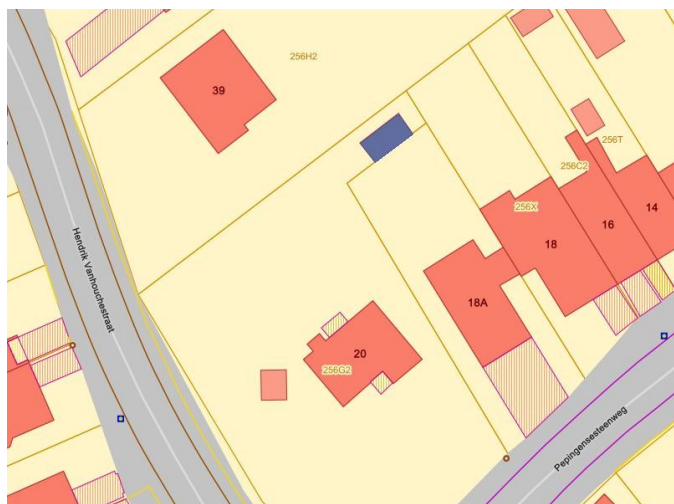 256H2
39
256T
256C2
256X
14
16
18
Hendrik Vanhouchestraat
18A
20
256G2
Pepingensesteenweg